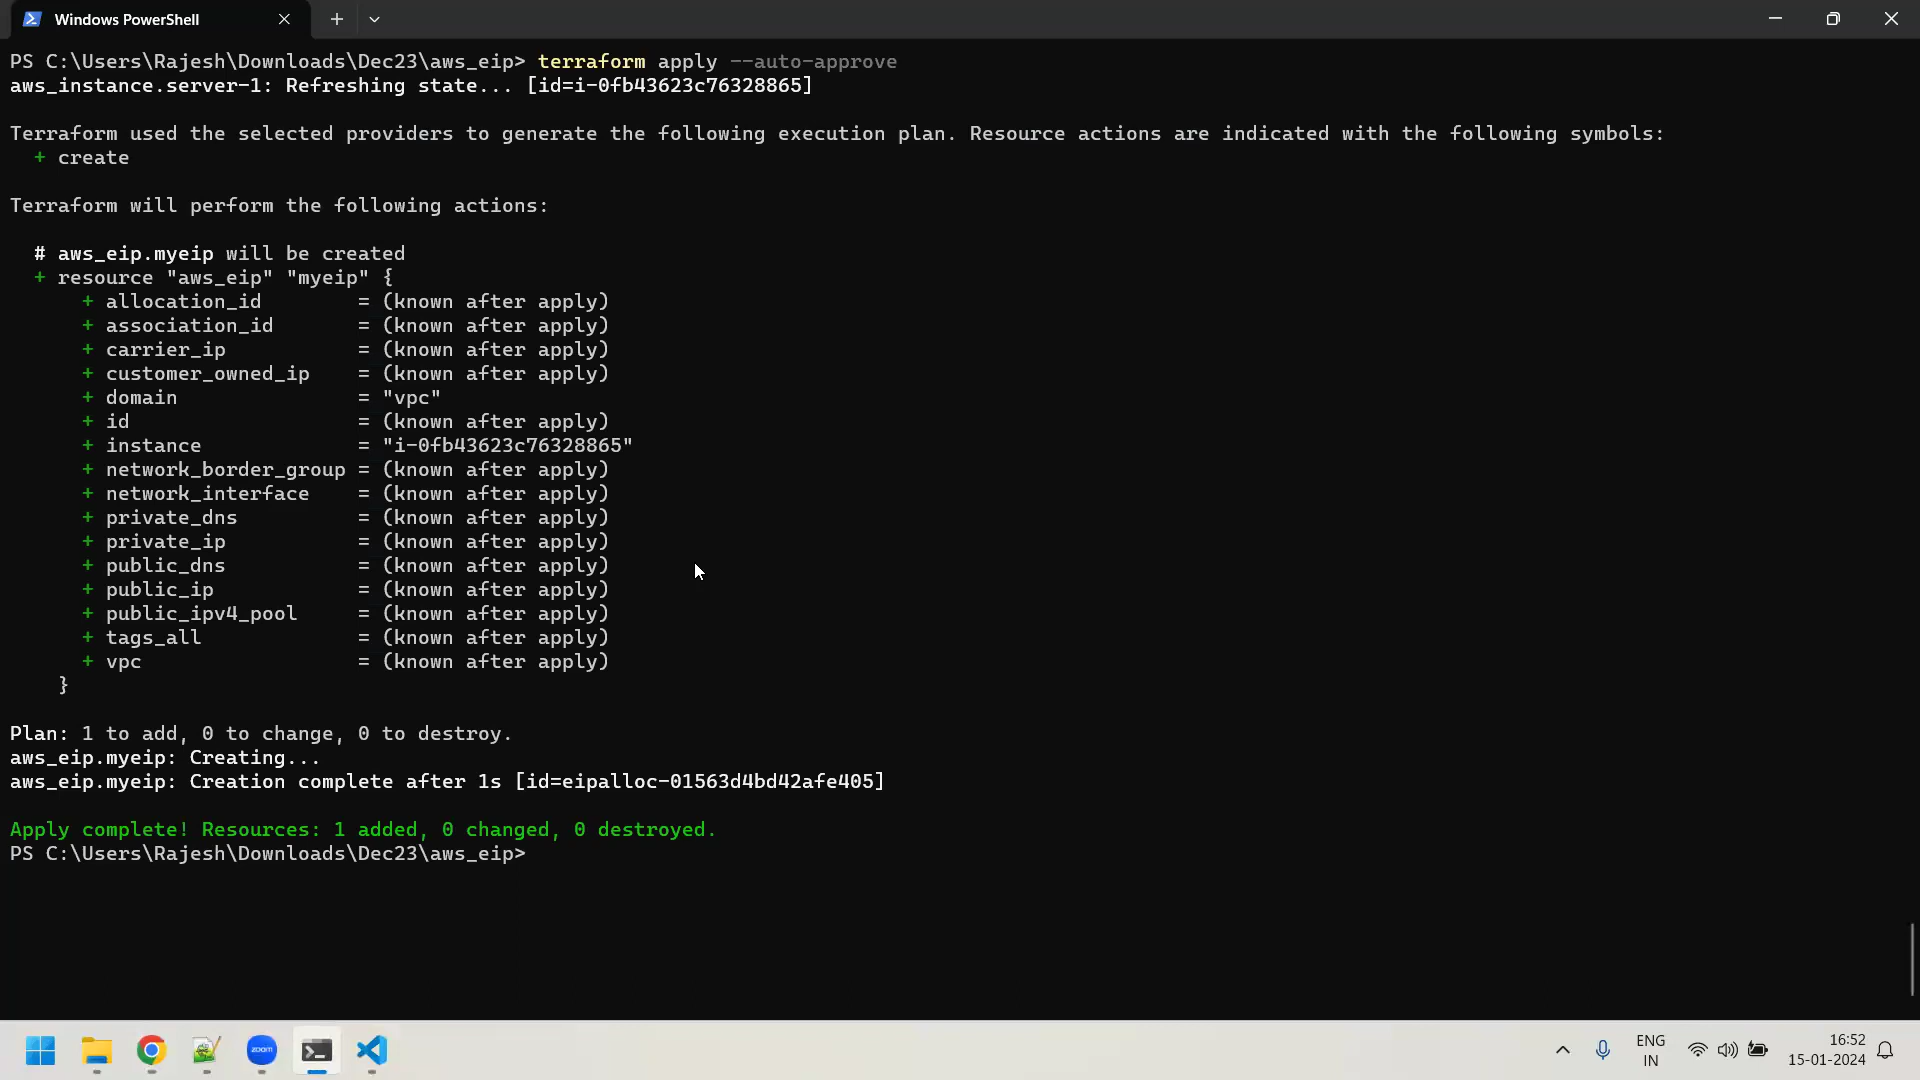 Windows PowerShell
PS C:\Users\Rajesh\Downloads\Dec23\aws_eip> terraform apply --auto-approve
aws_instance.server-1: Refreshing state... [id=i-0fb43623c76328865]
Terraform used the selected providers to generate the following execution plan. Resource actions are indicated with the following symbols:
  + create
Terraform will perform the following actions:
  # aws_eip.myeip will be created
  + resource "aws_eip" "myeip" {
      + allocation_id        = (known after apply)
      + association_id       = (known after apply)
      + carrier_ip           = (known after apply)
      + customer_owned_ip    = (known after apply)
      + domain               = "vpc"
      + id                   = (known after apply)
      + instance             = "i-0fb43623c76328865"
      + network_border_group = (known after apply)
      + network_interface    = (known after apply)
      + private_dns          = (known after apply)
      + private_ip           = (known after apply)
      + public_dns           = (known after apply)
      + public_ip            = (known after apply)
      + public_ipv4_pool     = (known after apply)
      + tags_all             = (known after apply)
      + vpc                  = (known after apply)
    }
Plan: 1 to add, 0 to change, 0 to destroy.
aws_eip.myeip: Creating...
aws_eip.myeip: Creation complete after 1s [id=eipalloc-01563d4bd42afe405]
Apply complete! Resources: 1 added, 0 changed, 0 destroyed.
PS C:\Users\Rajesh\Downloads\Dec23\aws_eip>
zoom
ENG
IN
16:52
15-01-2024